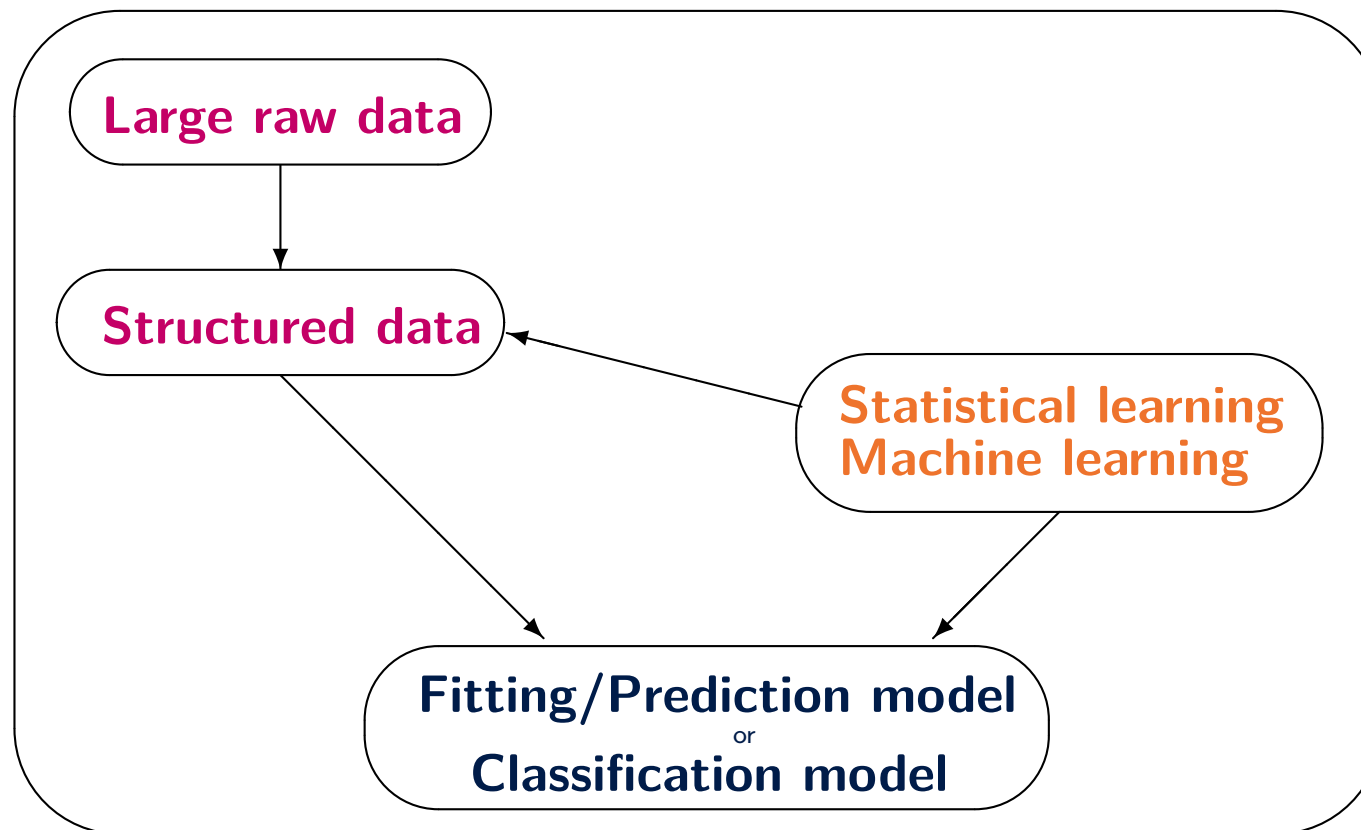 Large raw data
Structured data
Statistical learning
Machine learning
Fitting/Prediction model
or
Classification model